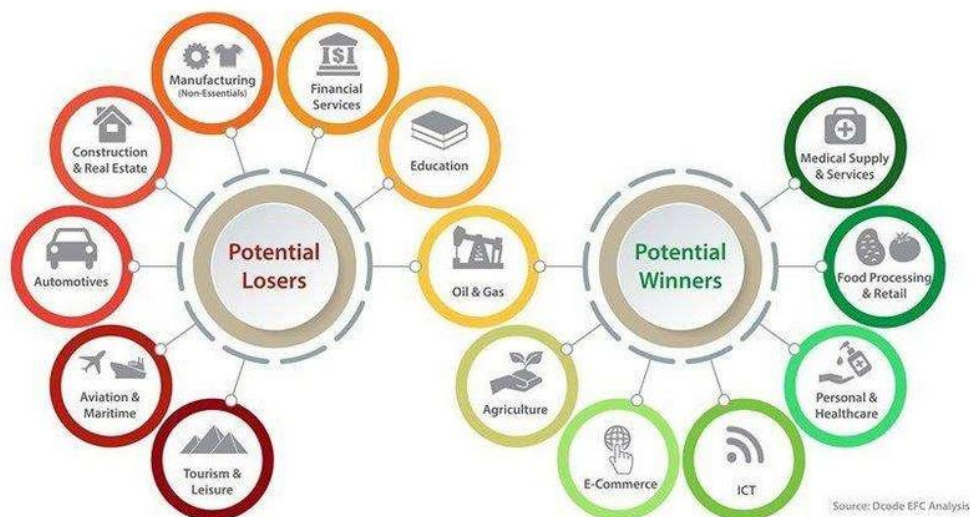 Potential
Losers
Tourism &
Leisure
Aviation &
Maritime
Automotives
Construction
& Real Estate
Manufacturing
(Non-Essentials)
$
Financial
Services
Education
Oil & Gas
Potential
Winners
Medical Supply
& Services
Food Processing
& Retail
Personal &
Healthcare
ICT
E-Commerce
Agriculture
Source: Dcode EFC Analysis